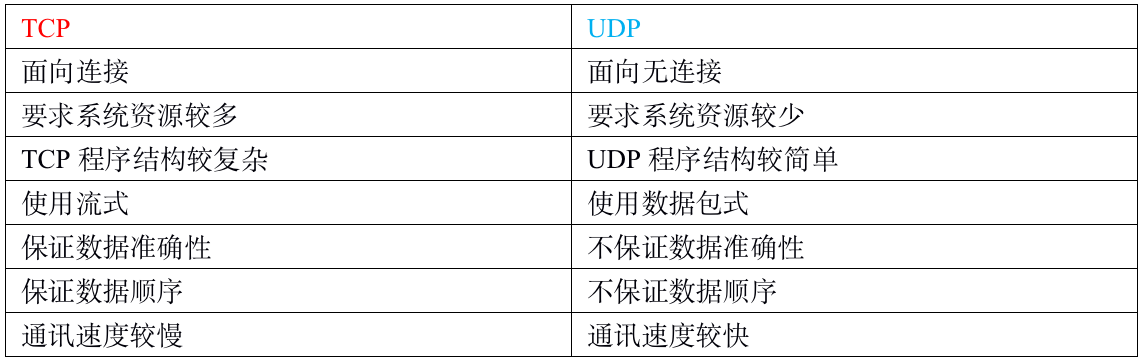 TCP UDP
面向连接 面向无连接
要求系统资源较多 要求系统资源较少
TCP 程序结构较复杂 UDP 程序结构较简单
使用流式 使用数据包式
保证数据准确性 不保证数据准确性
保证数据顺序 不保证数据顺序
通讯速度较慢 通讯速度较快